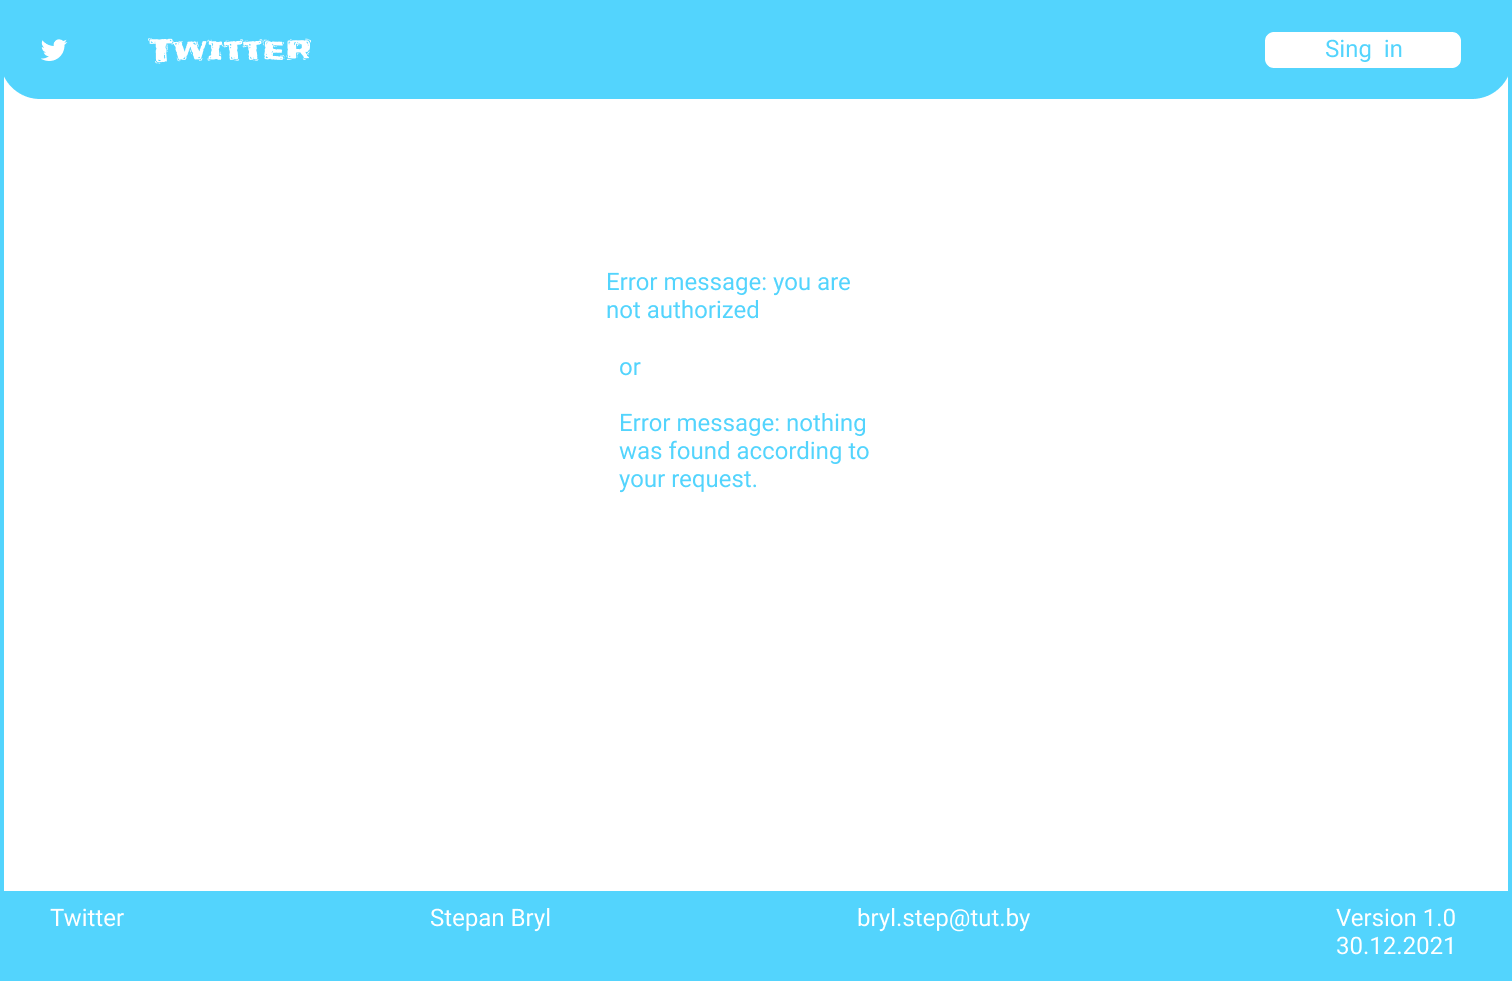 Twitter
Sing in
Error message: you are
not authorized
or
Error message: nothing
was found according to
your request.
Twitter
Stepan Bryl
bryl.step@tut.by
Version 1.0
30.12.2021